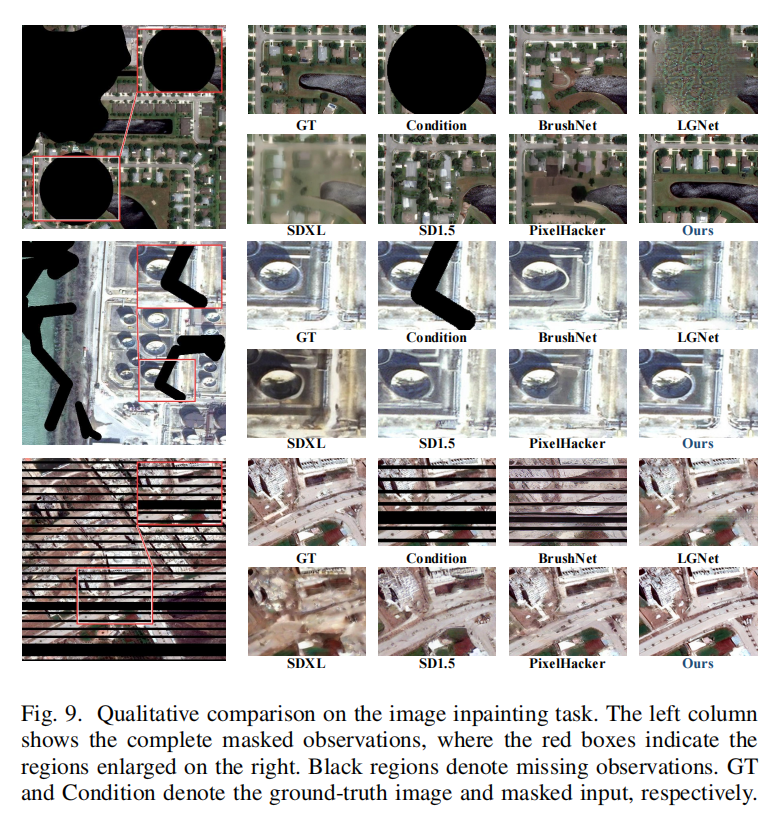 GT Condition BrushNet LGNet
SDXL SD1.5 PixelHacker Ours
GT Condition BrushNet LGNet
SDXL SD1.5 PixelHacker Ours
GT Condition BrushNet LGNet
SDXL SD1.5 PixelHacker Ours
Fig. 9. Qualitative comparison on the image inpainting task. The left column
shows the complete masked observations, where the red boxes indicate the
regions enlarged on the right. Black regions denote missing observations. GT
and Condition denote the ground-truth image and masked input, respectively.